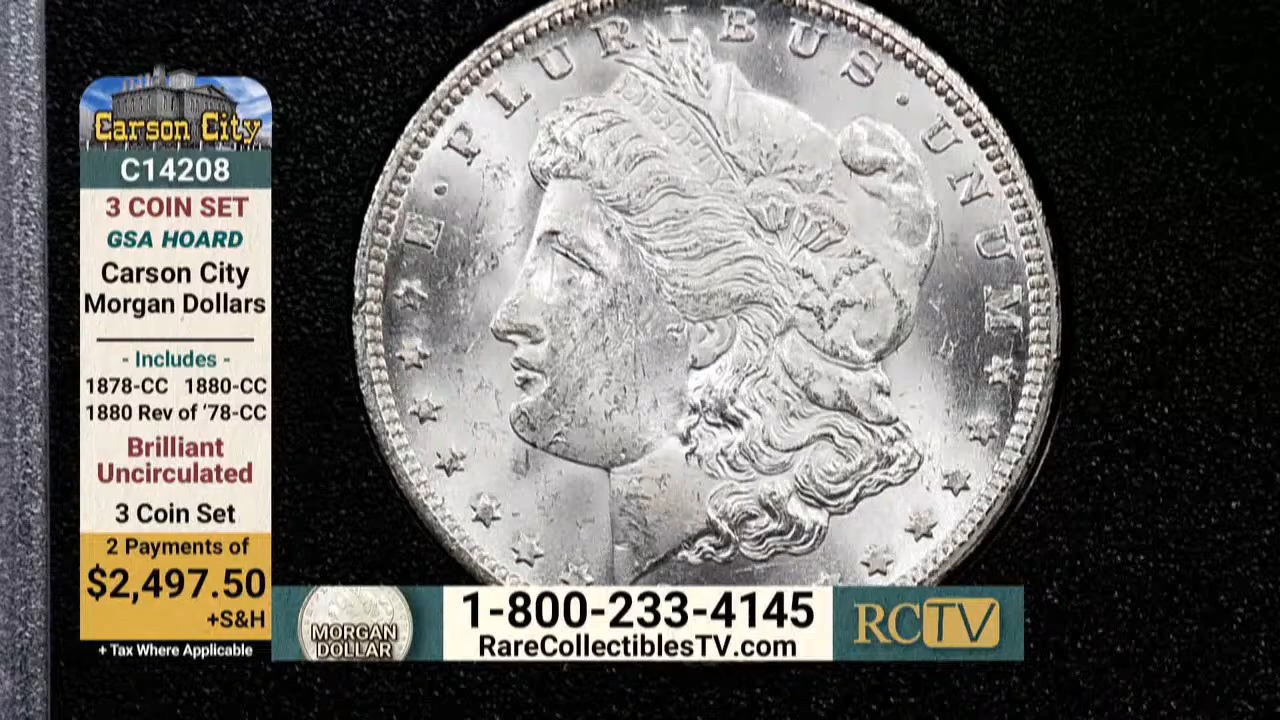 Carson City
C14208
3 COIN SET
GSA HOARD
Carson City
Morgan Dollars
- Includes -
1878-CC 1880-CC
1880 Rev of '78-CC
Brilliant
Uncirculated
3 Coin Set
2 Payments of
$2,497.50
+S&H
+ Tax Where Applicable
E · PLURIBUS · UNUM
MORGAN
DOLLAR
1-800-233-4145
RareCollectiblesTV.com
RCTV